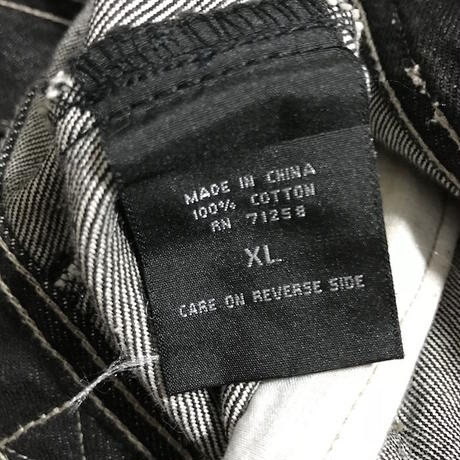 MADE IN CHINA
100% COTTON
RN 71258
XL
CARE ON REVERSE SIDE